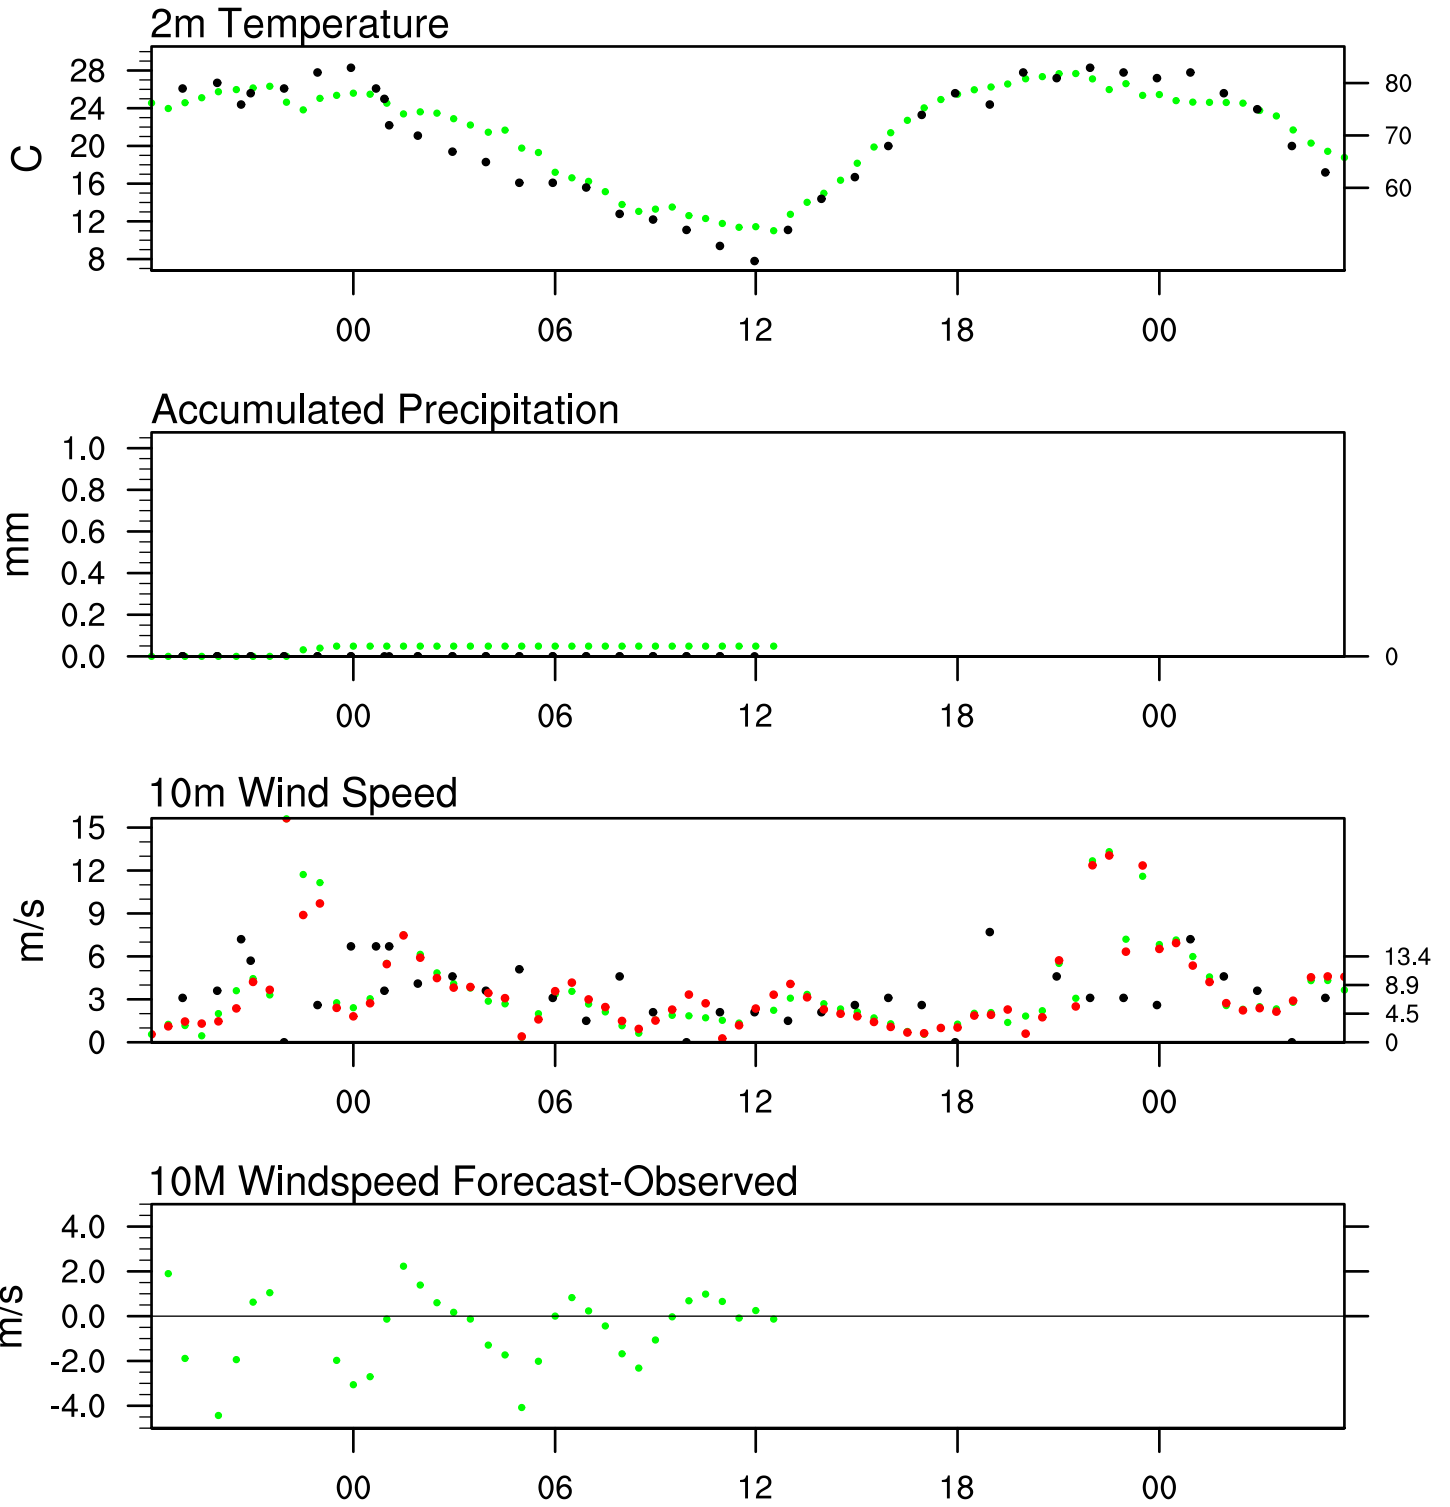 2m Temperature
28
24
20
16
12
8
C
80
70
60
00 06 12 18 00
Accumulated Precipitation
1.0
0.8
0.6
0.4
0.2
0.0
mm
0
00 06 12 18 00
10m Wind Speed
15
12
9
6
3
0
m/s
13.4
8.9
4.5
0
00 06 12 18 00
10M Windspeed Forecast-Observed
4.0
2.0
0.0
-2.0
-4.0
m/s
00 06 12 18 00